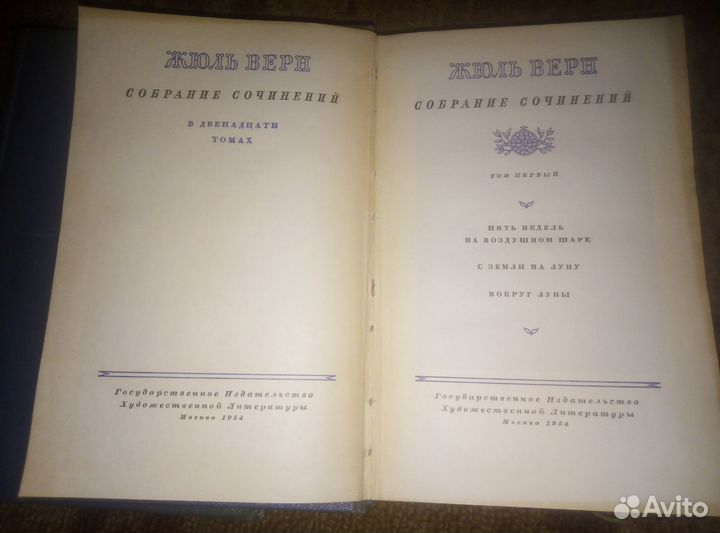 ЖЮЛЬ ВЕРН
СОБРАНИЕ СОЧИНЕНИЙ
В ДВЕНАДЦАТИ
ТОМАХ
Государственное Издательство
Художественной Литературы
Москва 1954
ЖЮЛЬ ВЕРН
СОБРАНИЕ СОЧИНЕНИЙ
ТОМ ПЕРВЫЙ
ПЯТЬ НЕДЕЛЬ
НА ВОЗДУШНОМ ШАРЕ
С ЗЕМЛИ НА ЛУНУ
ВОКРУГ ЛУНЫ
Государственное Издательство
Художественной Литературы
Москва 1954
Avito